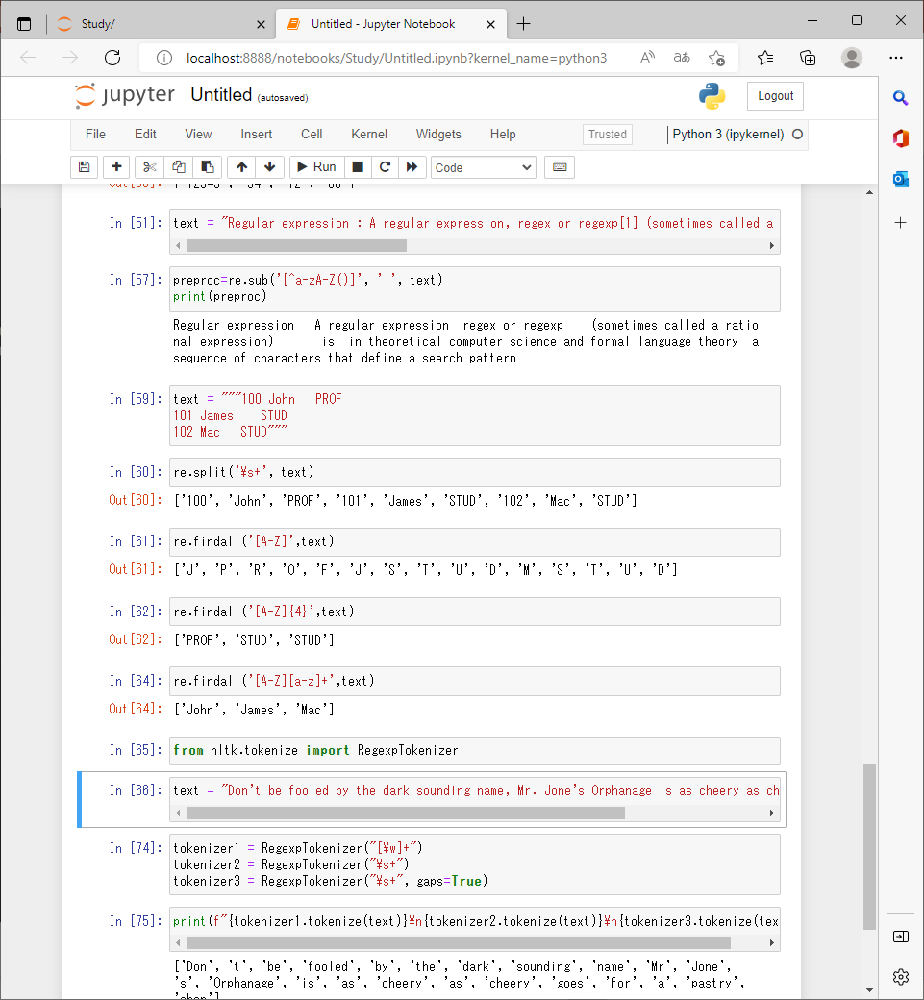 Study/
Untitled - Jupyter Notebook
localhost:8888/notebooks/Study/Untitled.ipynb?kernel_name=python3
jupyter Untitled (autosaved)
Logout
File Edit View Insert Cell Kernel Widgets Help
Trusted
Python 3 (ipykernel)
Run
Code
In [51]: text = "Regular expression : A regular expression, regex or regexp[1] (sometimes called a
In [57]: preproc=re.sub('[^a-zA-Z()]', ' ', text)
print(preproc)
Regular expression   A regular expression  regex or regexp    (sometimes called a ratio
nal expression)       is  in theoretical computer science and formal language theory  a
sequence of characters that define a search pattern
In [59]: text = """100 John   PROF
101 James    STUD
102 Mac   STUD"""
In [60]: re.split('¥s+', text)
Out[60]: ['100', 'John', 'PROF', '101', 'James', 'STUD', '102', 'Mac', 'STUD']
In [61]: re.findall('[A-Z]',text)
Out[61]: ['J', 'P', 'R', 'O', 'F', 'J', 'S', 'T', 'U', 'D', 'M', 'S', 'T', 'U', 'D']
In [62]: re.findall('[A-Z]{4}',text)
Out[62]: ['PROF', 'STUD', 'STUD']
In [64]: re.findall('[A-Z][a-z]+',text)
Out[64]: ['John', 'James', 'Mac']
In [65]: from nltk.tokenize import RegexpTokenizer
In [66]: text = "Don't be fooled by the dark sounding name, Mr. Jone's Orphanage is as cheery as ch
In [74]: tokenizer1 = RegexpTokenizer("[¥w]+")
tokenizer2 = RegexpTokenizer("¥s+")
tokenizer3 = RegexpTokenizer("¥s+", gaps=True)
In [75]: print(f"{tokenizer1.tokenize(text)}¥n{tokenizer2.tokenize(text)}¥n{tokenizer3.tokenize(tex
['Don', 't', 'be', 'fooled', 'by', 'the', 'dark', 'sounding', 'name', 'Mr', 'Jone',
's', 'Orphanage', 'is', 'as', 'cheery', 'as', 'cheery', 'goes', 'for', 'a', 'pastry',